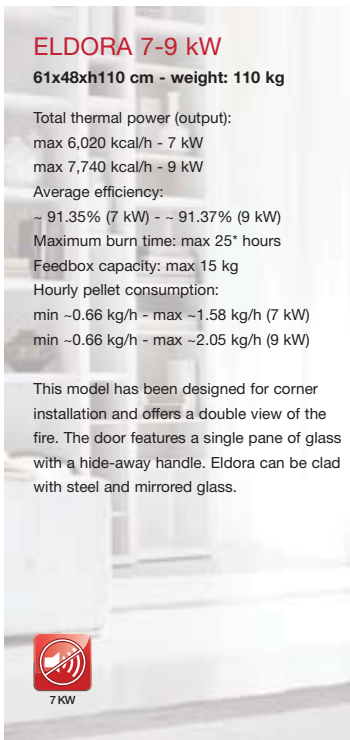 ELDORA 7-9 kW
61x48xh110 cm - weight: 110 kg
Total thermal power (output):
max 6,020 kcal/h - 7 kW
max 7,740 kcal/h - 9 kW
Average efficiency:
~ 91.35% (7 kW) - ~ 91.37% (9 kW)
Maximum burn time: max 25* hours
Feedbox capacity: max 15 kg
Hourly pellet consumption:
min ~0.66 kg/h - max ~1.58 kg/h (7 kW)
min ~0.66 kg/h - max ~2.05 kg/h (9 kW)
This model has been designed for corner
installation and offers a double view of the
fire. The door features a single pane of glass
with a hide-away handle. Eldora can be clad
with steel and mirrored glass.
7 KW